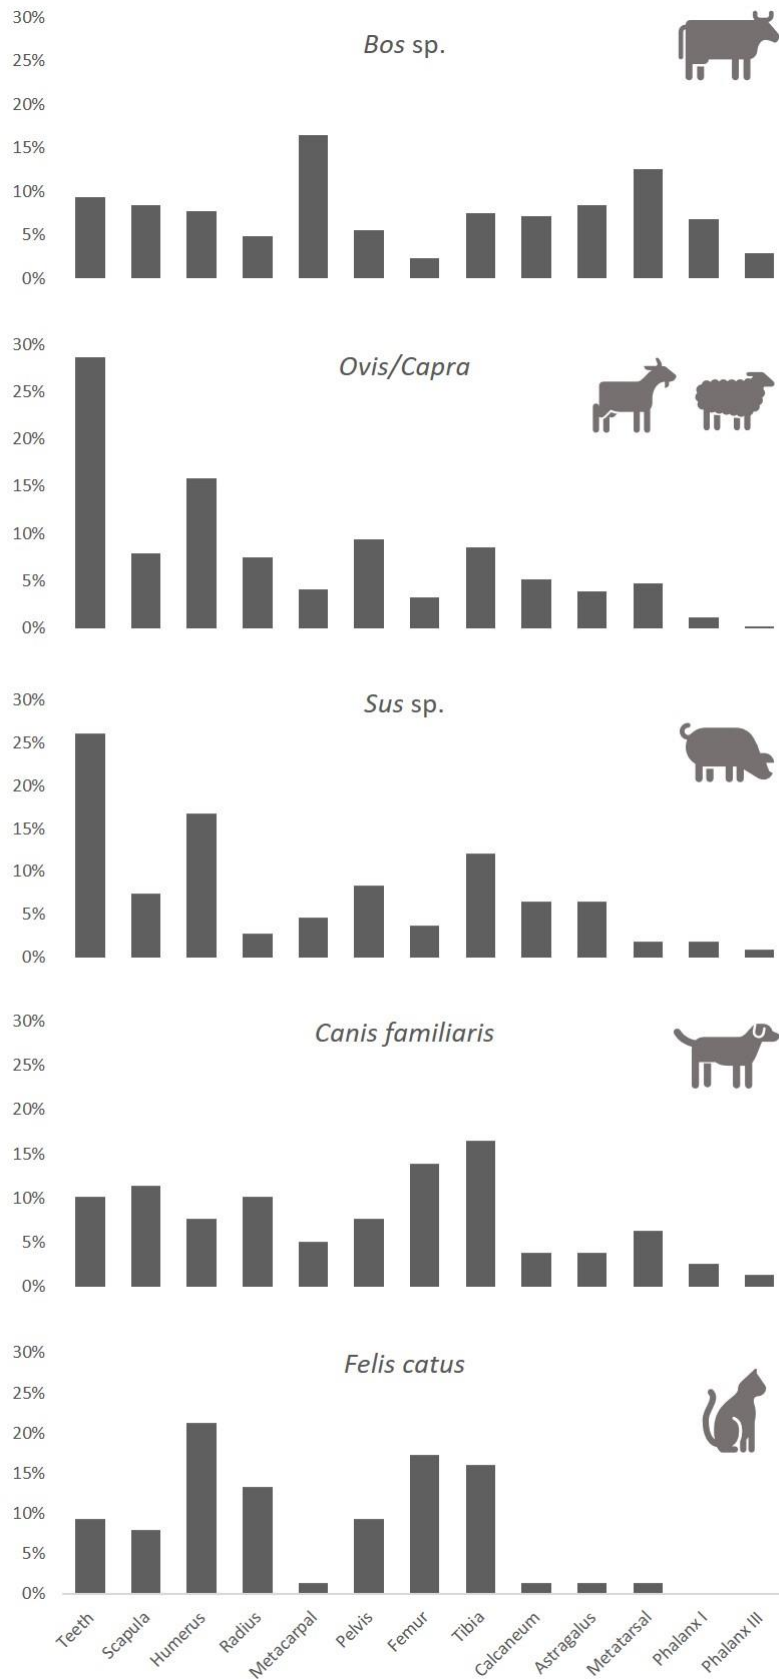 30%
Bos sp.
25%
20%
15%
10%
5%
0%
30%
Ovis/Capra
25%
20%
15%
10%
5%
0%
30%
Sus sp.
25%
20%
15%
10%
5%
0%
30%
Canis familiaris
25%
20%
15%
10%
5%
0%
30%
Felis catus
25%
20%
15%
10%
5%
0%
Teeth
Scapula
Humerus
Radius
Metacarpal
Pelvis
Femur
Tibia
Calcaneum
Astragalus
Metatarsal
Phalanx I
Phalanx III